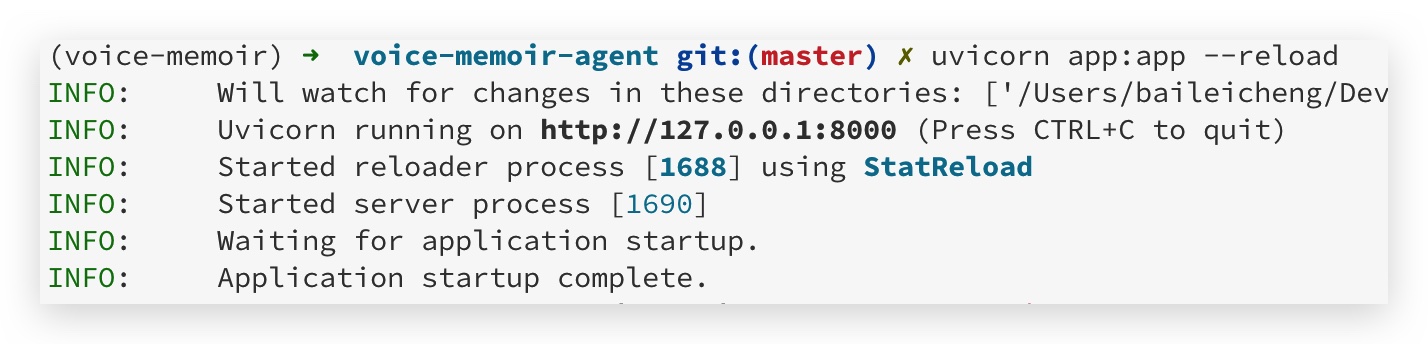 (voice-memoir) ➜  voice-memoir-agent git:(master) ✗ uvicorn app:app --reload
INFO:     Will watch for changes in these directories: ['/Users/baileicheng/Dev
INFO:     Uvicorn running on http://127.0.0.1:8000 (Press CTRL+C to quit)
INFO:     Started reloader process [1688] using StatReload
INFO:     Started server process [1690]
INFO:     Waiting for application startup.
INFO:     Application startup complete.